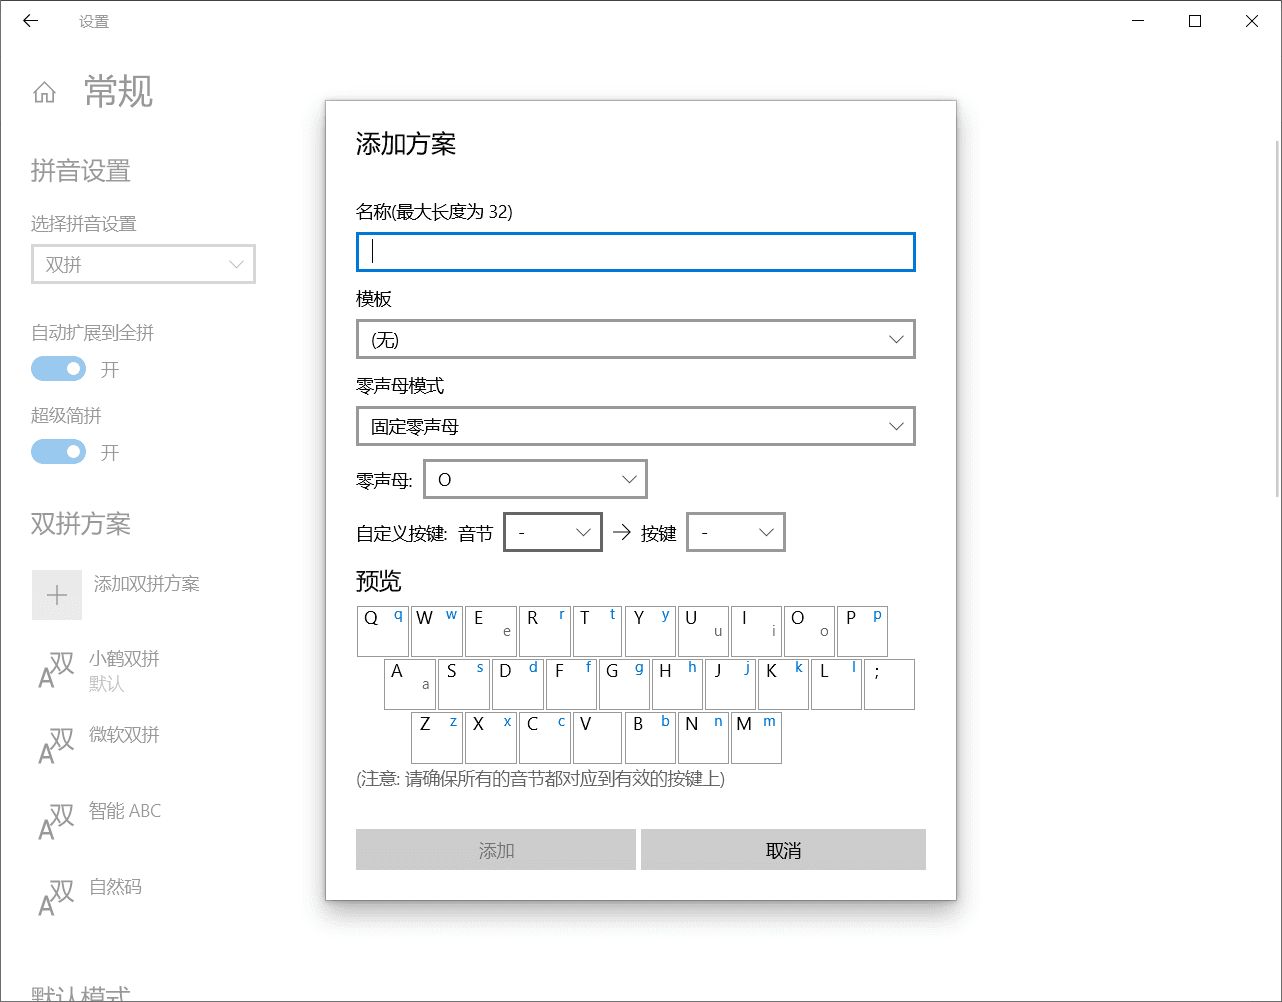 设置
常规
拼音设置
选择拼音设置
双拼
自动扩展到全拼
开
超级简拼
开
双拼方案
添加双拼方案
A双 小鹤双拼
默认
A双 微软双拼
A双 智能 ABC
A双 自然码
默认模式
添加方案
名称(最大长度为 32)
模板
(无)
零声母模式
固定零声母
零声母: O
自定义按键: 音节 - → 按键 -
预览
Q q W w E e R r T t Y y U u I i O o P p
A a S s D d F f G g H h J j K k L l ;
Z z X x C c V B b N n M m
(注意: 请确保所有的音节都对应到有效的按键上)
添加 取消